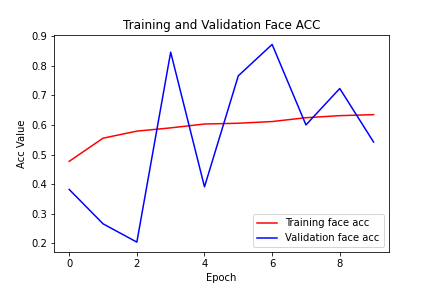 Training and Validation Face ACC
0.9
0.8
0.7
0.6
0.5
0.4
0.3
0.2
Acc Value
Training face acc
Validation face acc
0 2 4 6 8
Epoch